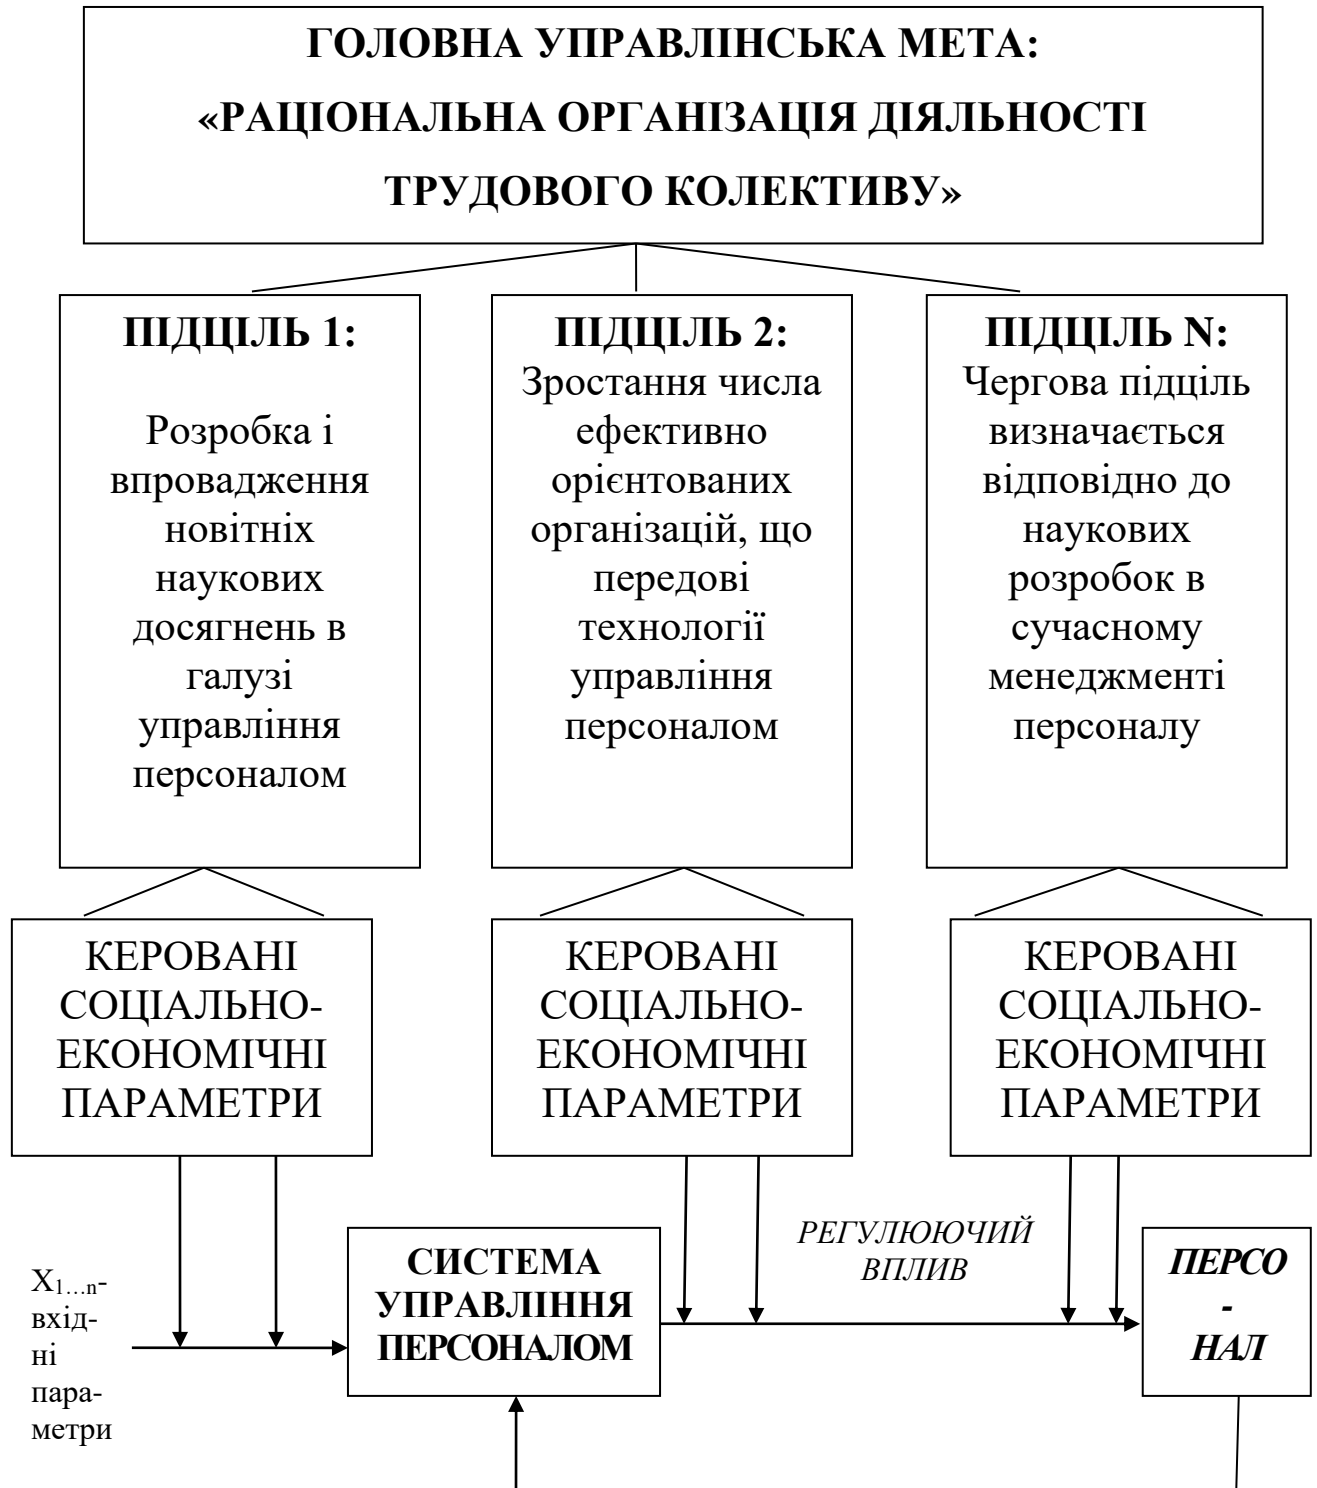 ГОЛОВНА УПРАВЛІНСЬКА МЕТА:
«РАЦІОНАЛЬНА ОРГАНІЗАЦІЯ ДІЯЛЬНОСТІ
ТРУДОВОГО КОЛЕКТИВУ»
ПІДЦІЛЬ 1:
Розробка і
впровадження
новітніх
наукових
досягнень в
галузі
управління
персоналом
ПІДЦІЛЬ 2:
Зростання числа
ефективно
орієнтованих
організацій, що
передові
технології
управління
персоналом
ПІДЦІЛЬ N:
Чергова підціль
визначається
відповідно до
наукових
розробок в
сучасному
менеджменті
персоналу
КЕРОВАНІ
СОЦІАЛЬНО-
ЕКОНОМІЧНІ
ПАРАМЕТРИ
КЕРОВАНІ
СОЦІАЛЬНО-
ЕКОНОМІЧНІ
ПАРАМЕТРИ
КЕРОВАНІ
СОЦІАЛЬНО-
ЕКОНОМІЧНІ
ПАРАМЕТРИ
X1…n-
вхід-
ні
пара-
метри
СИСТЕМА
УПРАВЛІННЯ
ПЕРСОНАЛОМ
РЕГУЛЮЮЧИЙ
ВПЛИВ
ПЕРСО
-
НАЛ